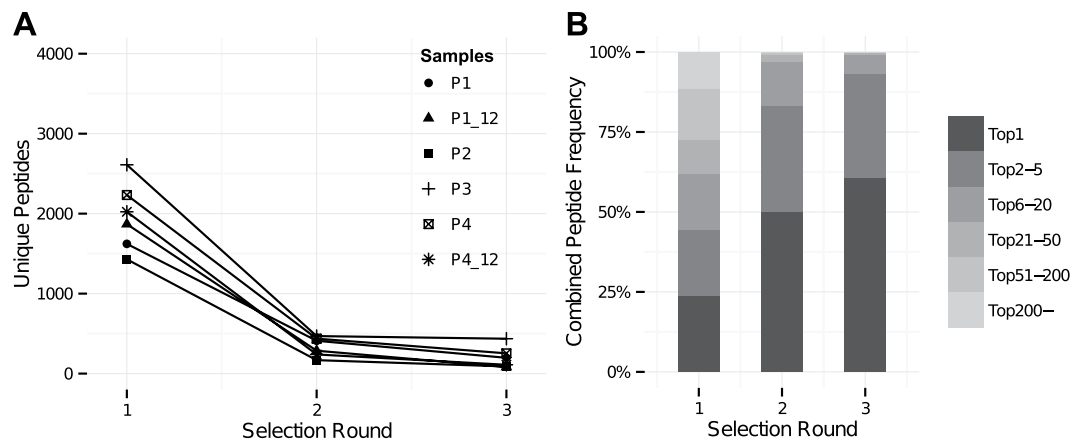 A
Unique Peptides
4000
3000
2000
1000
0
1 2 3
Selection Round
Samples
P1
P1_12
P2
P3
P4
P4_12
B
Combined Peptide Frequency
100%
75%
50%
25%
0%
1 2 3
Selection Round
Top1
Top2−5
Top6−20
Top21−50
Top51−200
Top200−